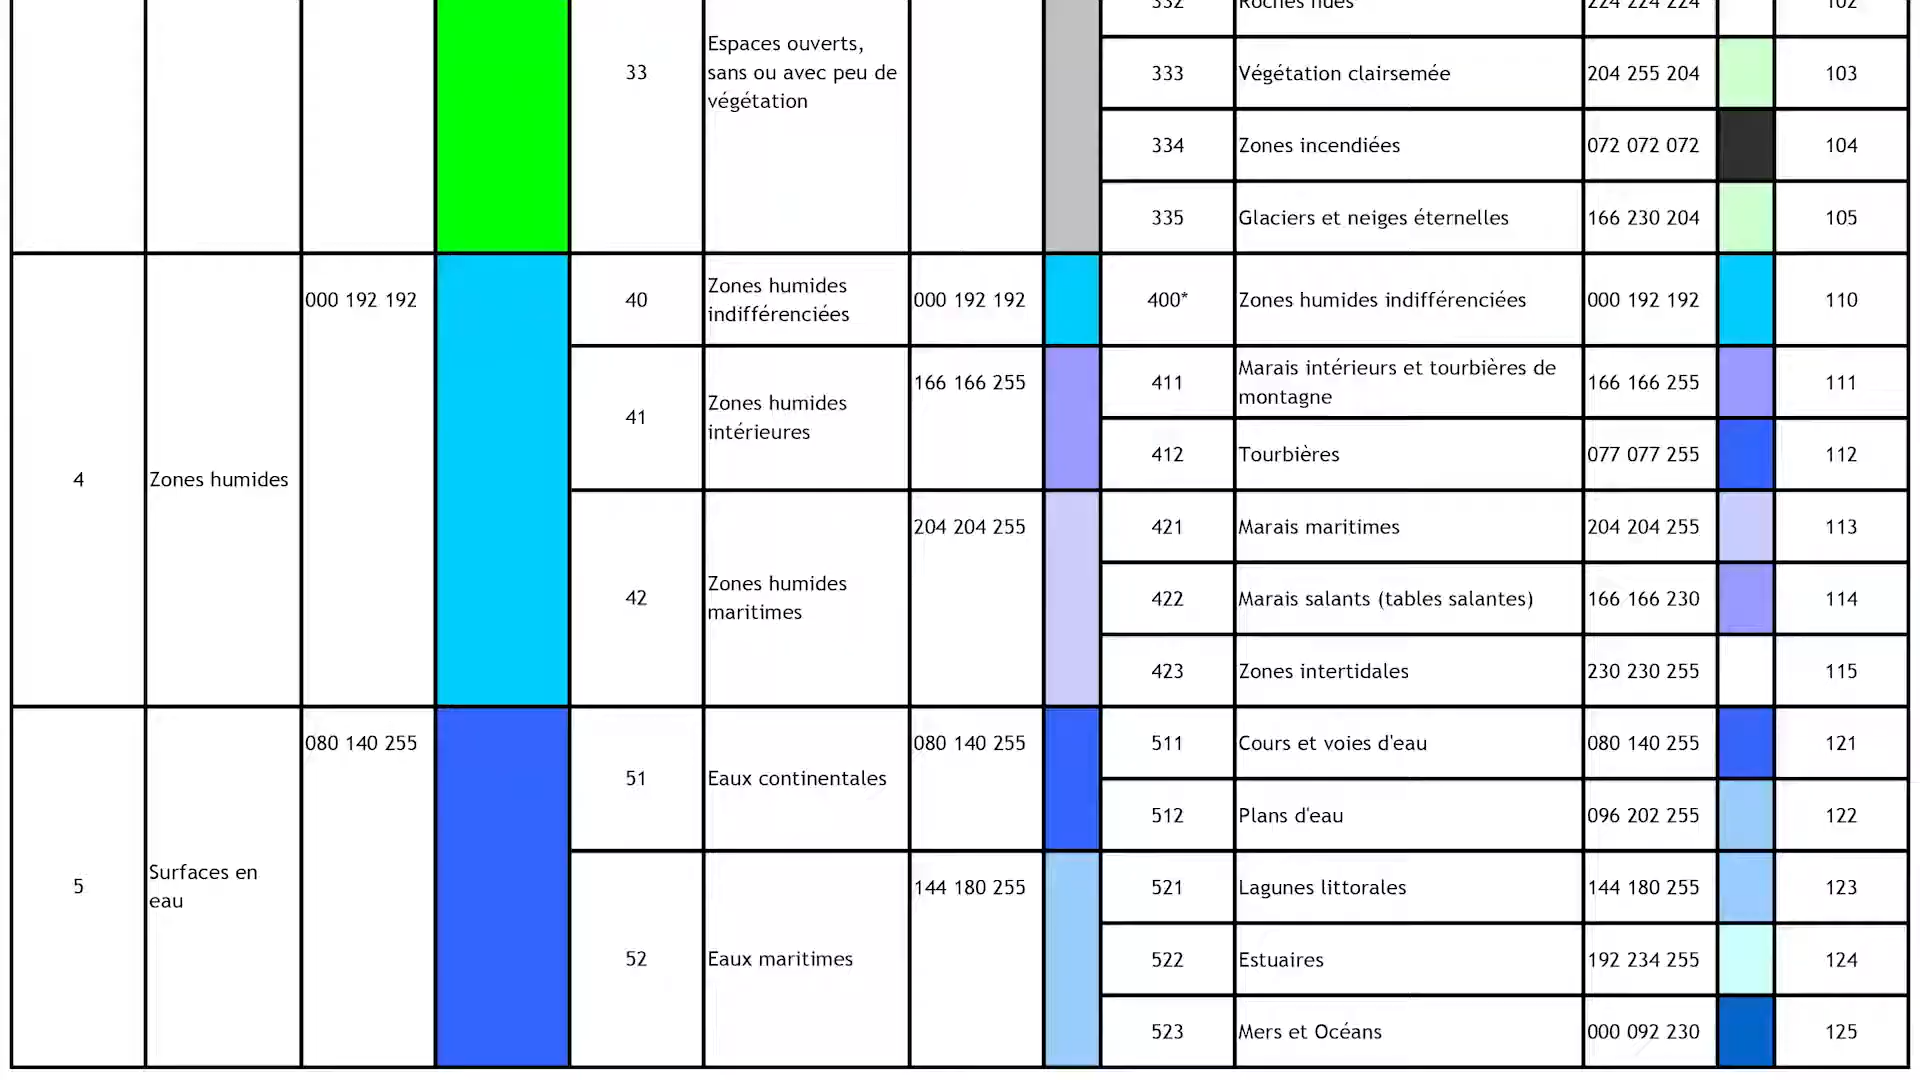 332 Roches nues 224 224 224 102
33
Espaces ouverts,
sans ou avec peu de
végétation
333 Végétation clairsemée 204 255 204 103
334 Zones incendiées 072 072 072 104
335 Glaciers et neiges éternelles 166 230 204 105
4
Zones humides
000 192 192
40
Zones humides
indifférenciées
000 192 192
400* Zones humides indifférenciées 000 192 192 110
41
Zones humides
intérieures
166 166 255
411
Marais intérieurs et tourbières de
montagne
166 166 255 111
412 Tourbières 077 077 255 112
42
Zones humides
maritimes
204 204 255
421 Marais maritimes 204 204 255 113
422 Marais salants (tables salantes) 166 166 230 114
423 Zones intertidales 230 230 255 115
5
Surfaces en
eau
080 140 255
51 Eaux continentales 080 140 255
511 Cours et voies d'eau 080 140 255 121
512 Plans d'eau 096 202 255 122
52 Eaux maritimes 144 180 255
521 Lagunes littorales 144 180 255 123
522 Estuaires 192 234 255 124
523 Mers et Océans 000 092 230 125